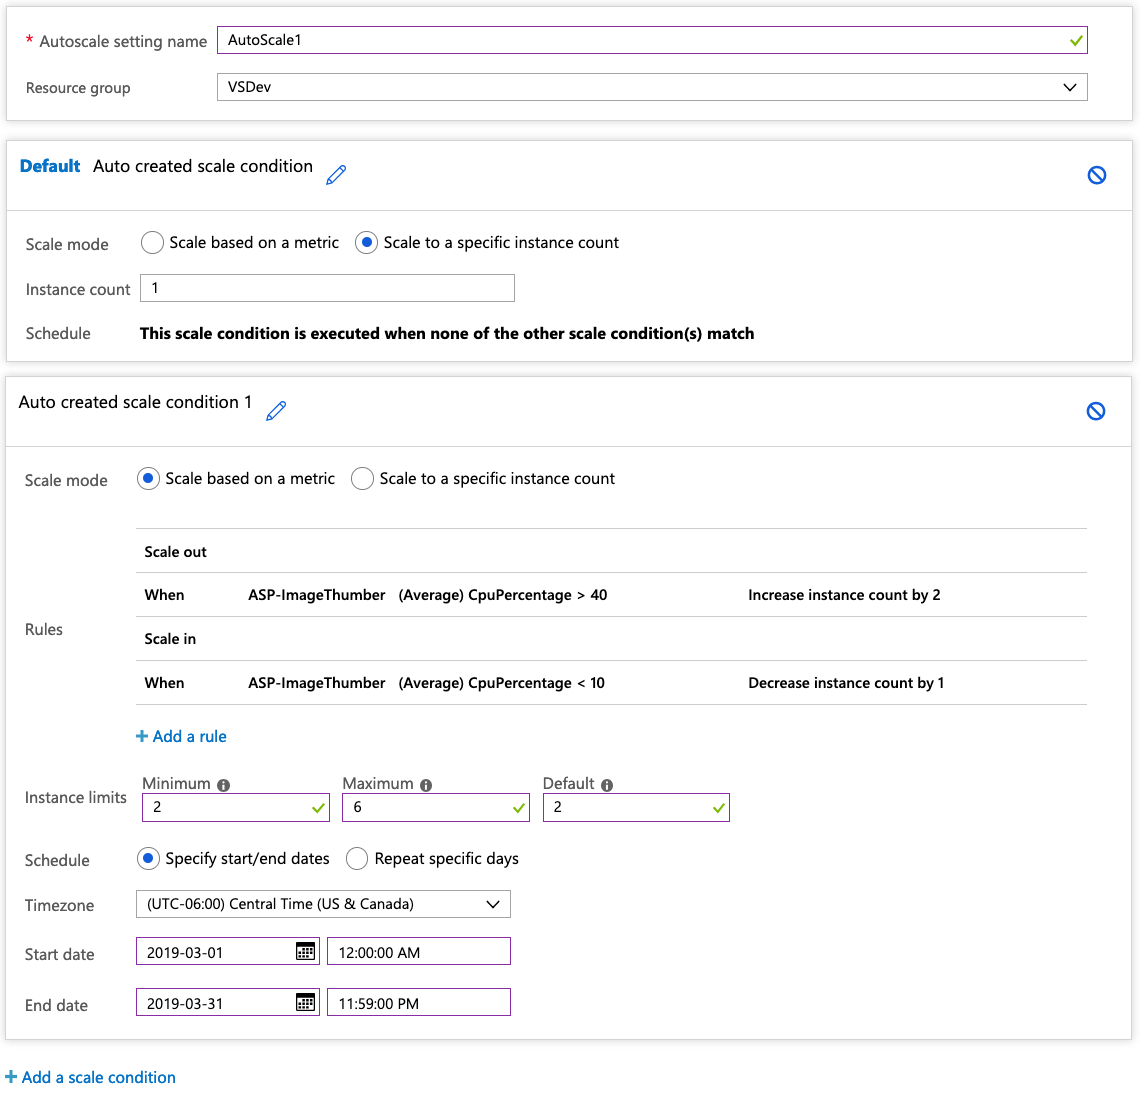 * Autoscale setting name AutoScale1
Resource group VSDev
Default Auto created scale condition
Scale mode Scale based on a metric Scale to a specific instance count
Instance count 1
Schedule This scale condition is executed when none of the other scale condition(s) match
Auto created scale condition 1
Scale mode Scale based on a metric Scale to a specific instance count
Scale out
When ASP-ImageThumber (Average) CpuPercentage > 40 Increase instance count by 2
Rules
Scale in
When ASP-ImageThumber (Average) CpuPercentage < 10 Decrease instance count by 1
+ Add a rule
Minimum Maximum Default
Instance limits 2 6 2
Schedule Specify start/end dates Repeat specific days
Timezone (UTC-06:00) Central Time (US & Canada)
Start date 2019-03-01 12:00:00 AM
End date 2019-03-31 11:59:00 PM
+ Add a scale condition